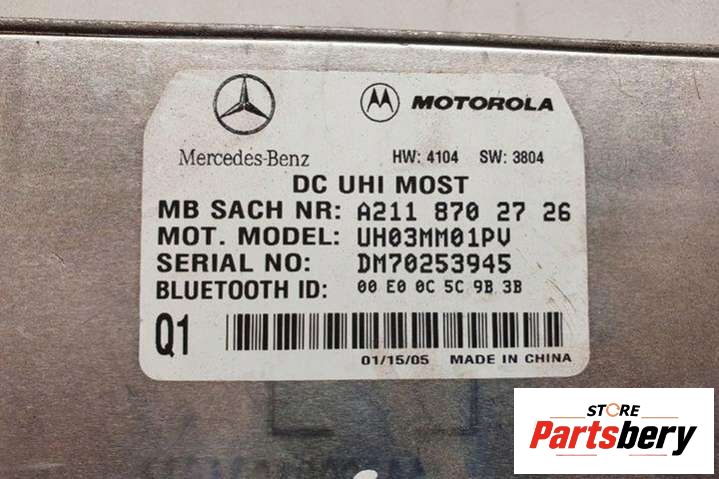 MOTOROLA
Mercedes-Benz
HW: 4104 SW: 3804
DC UHI MOST
MB SACH NR: A211 870 27 26
MOT. MODEL: UH03MM01PV
SERIAL NO: DM70253945
BLUETOOTH ID: 00 E0 0C 5C 9B 3B
Q1
01/15/05 MADE IN CHINA
STORE
Partsbery